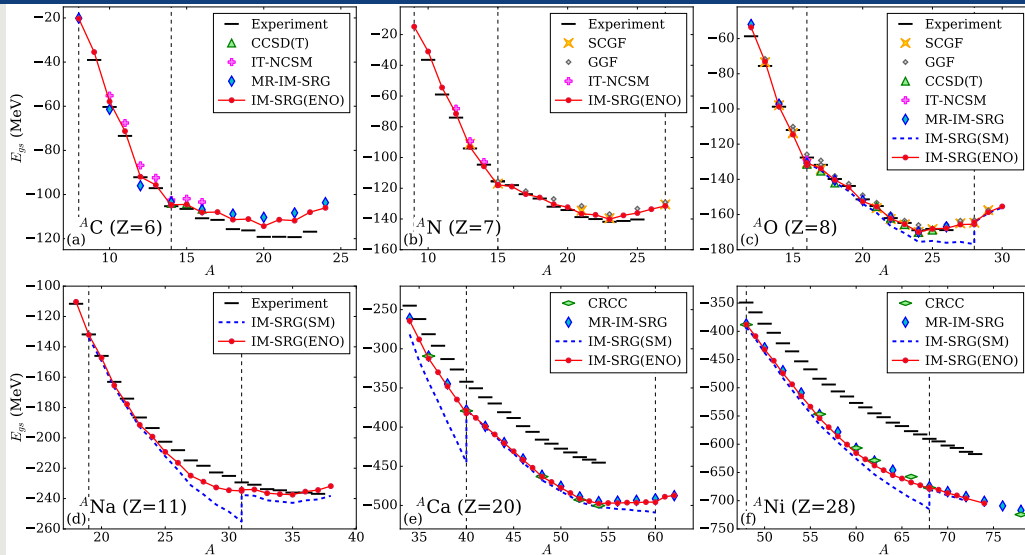 Experiment
CCSD(T)
IT-NCSM
MR-IM-SRG
IM-SRG(ENO)
−20
−40
−60
−80
−100
−120
E_gs (MeV)
(a)
^A C (Z=6)
5 10 15 20 25
A
Experiment
SCGF
GGF
IT-NCSM
IM-SRG(ENO)
0
−20
−40
−60
−80
−100
−120
−140
−160
(b)
^A N (Z=7)
10 15 20 25
A
Experiment
SCGF
GGF
CCSD(T)
IT-NCSM
MR-IM-SRG
IM-SRG(SM)
IM-SRG(ENO)
−60
−80
−100
−120
−140
−160
−180
(c)
^A O (Z=8)
10 15 20 25 30
A
Experiment
IM-SRG(SM)
IM-SRG(ENO)
−100
−120
−140
−160
−180
−200
−220
−240
−260
E_gs (MeV)
(d)
^A Na (Z=11)
20 25 30 35
A
Experiment
CRCC
MR-IM-SRG
IM-SRG(SM)
IM-SRG(ENO)
−250
−300
−350
−400
−450
−500
(e)
^A Ca (Z=20)
35 40 45 50 55 60
A
CRCC
MR-IM-SRG
IM-SRG(SM)
IM-SRG(ENO)
−350
−400
−450
−500
−550
−600
−650
−700
−750
(f)
^A Ni (Z=28)
50 55 60 65 70 75
A